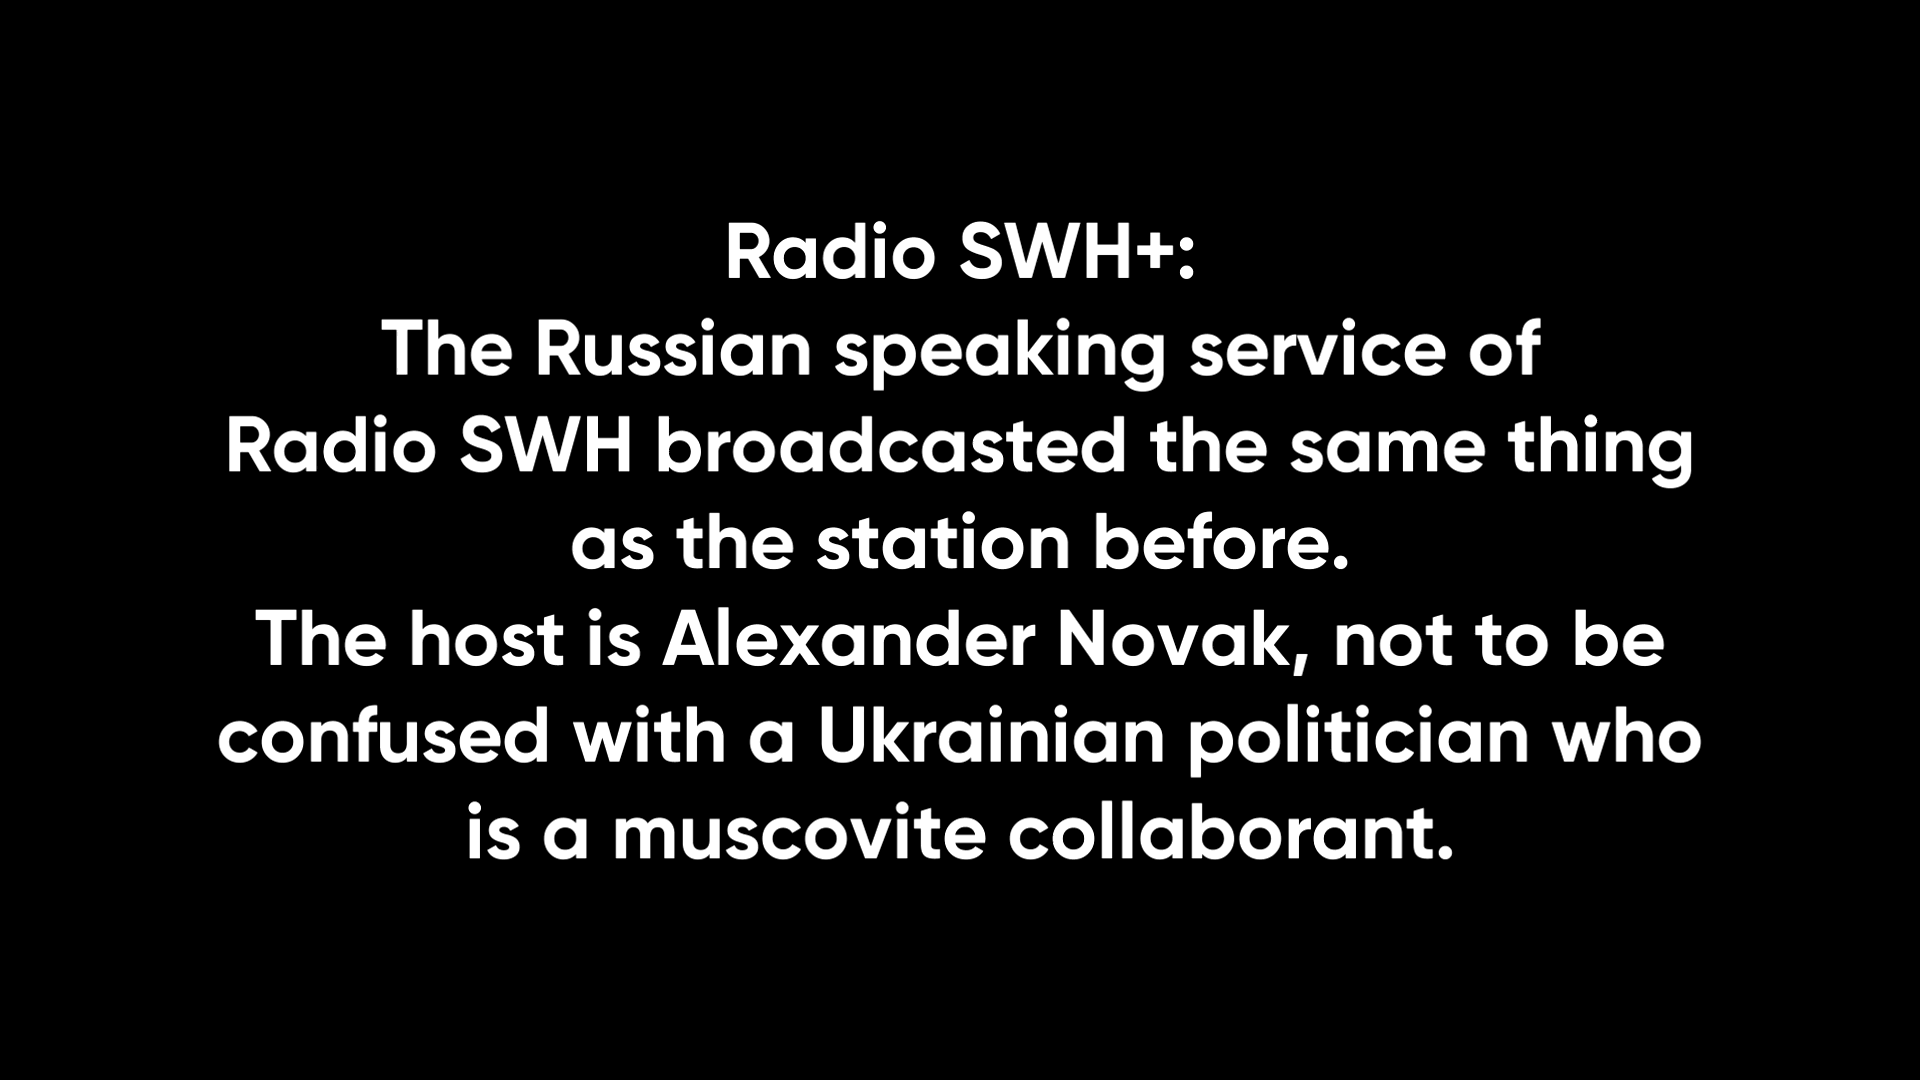 Radio SWH+:
The Russian speaking service of
Radio SWH broadcasted the same thing
as the station before.
The host is Alexander Novak, not to be
confused with a Ukrainian politician who
is a muscovite collaborant.